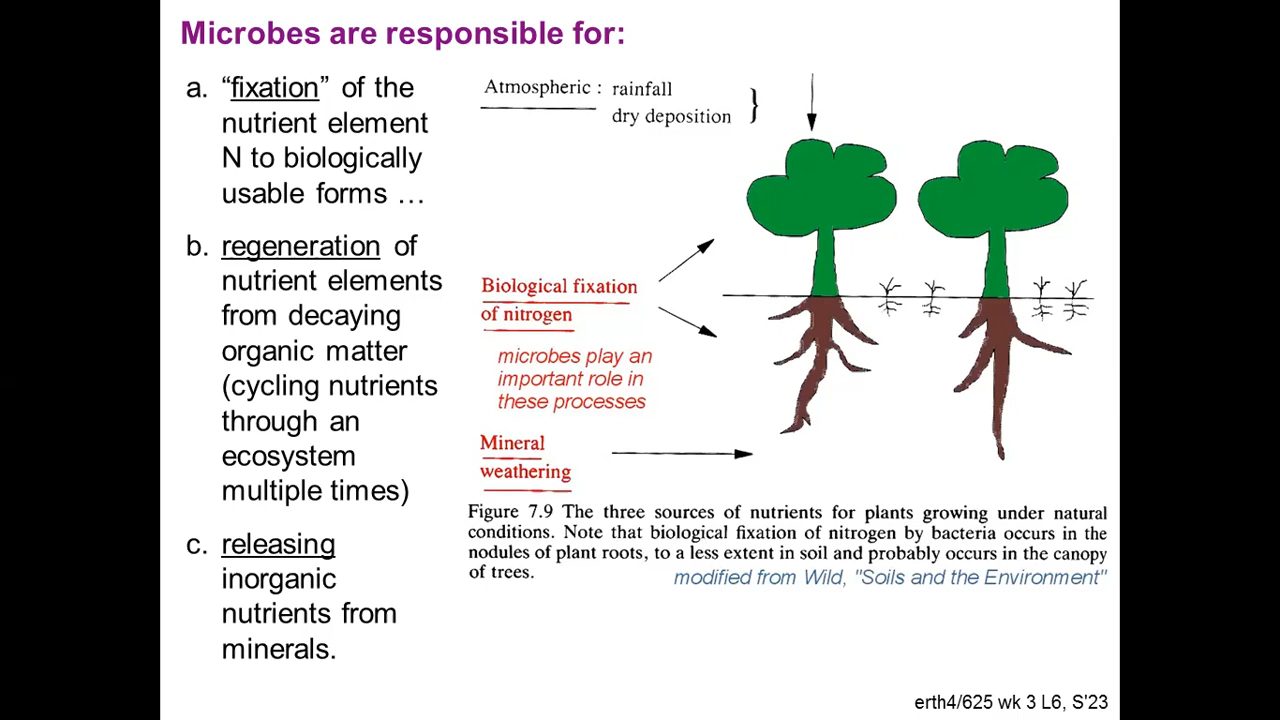 Microbes are responsible for:
a. “fixation” of the
nutrient element
N to biologically
usable forms …
b. regeneration of
nutrient elements
from decaying
organic matter
(cycling nutrients
through an
ecosystem
multiple times)
c. releasing
inorganic
nutrients from
minerals.
Atmospheric : rainfall
dry deposition }
Biological fixation
of nitrogen
microbes play an
important role in
these processes
Mineral
weathering
Figure 7.9 The three sources of nutrients for plants growing under natural
conditions. Note that biological fixation of nitrogen by bacteria occurs in the
nodules of plant roots, to a less extent in soil and probably occurs in the canopy
of trees.
modified from Wild, "Soils and the Environment"
erth4/625 wk 3 L6, S'23